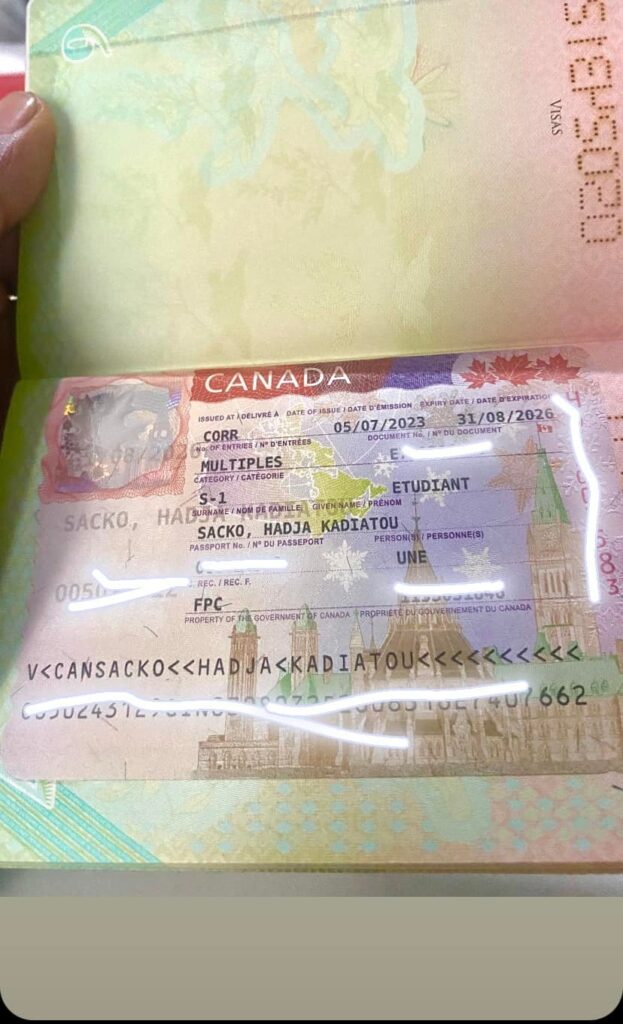 VISAS
CANADA
ISSUED AT / DÉLIVRÉ À DATE OF ISSUE / DATE D'ÉMISSION EXPIRY DATE / DATE D'EXPIRATION
CORR 05/07/2023 31/08/2026
No. OF ENTRIES / Nº D'ENTRÉES DOCUMENT No. / Nº DU DOCUMENT
MULTIPLES E
CATEGORY / CATÉGORIE
S-1 ETUDIANT
SURNAME / NOM DE FAMILLE GIVEN NAME / PRÉNOM
SACKO, HADJA KADIATOU
SACKO, HADJA KADIATOU
PASSPORT No. / Nº DU PASSEPORT PERSON(S) / PERSONNE(S)
UNE
REC. / REC. F.
FPC
PROPERTY OF THE GOVERNMENT OF CANADA - PROPRIÉTÉ DU GOUVERNEMENT DU CANADA
V<CANSACKO<<HADJA<KADIATOU<<<<<<<<<<